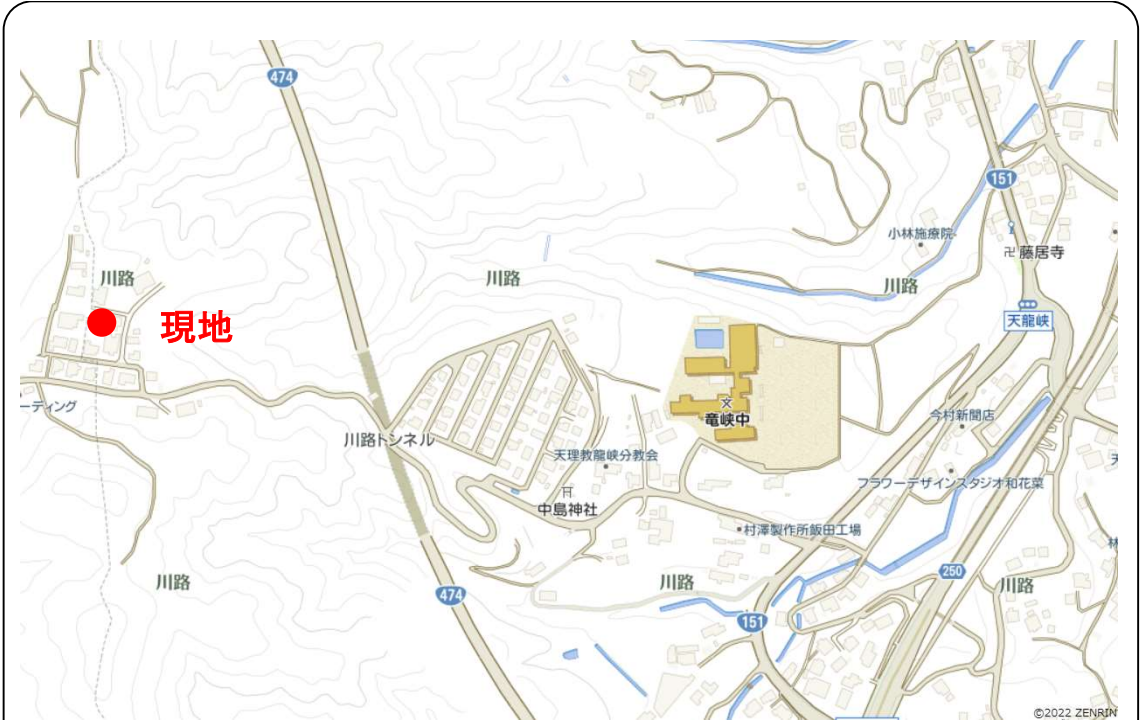 474
151
小林施療院
卍 藤居寺
川路
川路
川路
天龍峡
現地
ーティング
竜峡中
今村新聞店
川路トンネル
天理教龍峡分教会
フラワーデザインスタジオ和花菜
中島神社
村澤製作所飯田工場
250
川路
川路
川路
474
151
©2022 ZENRIN